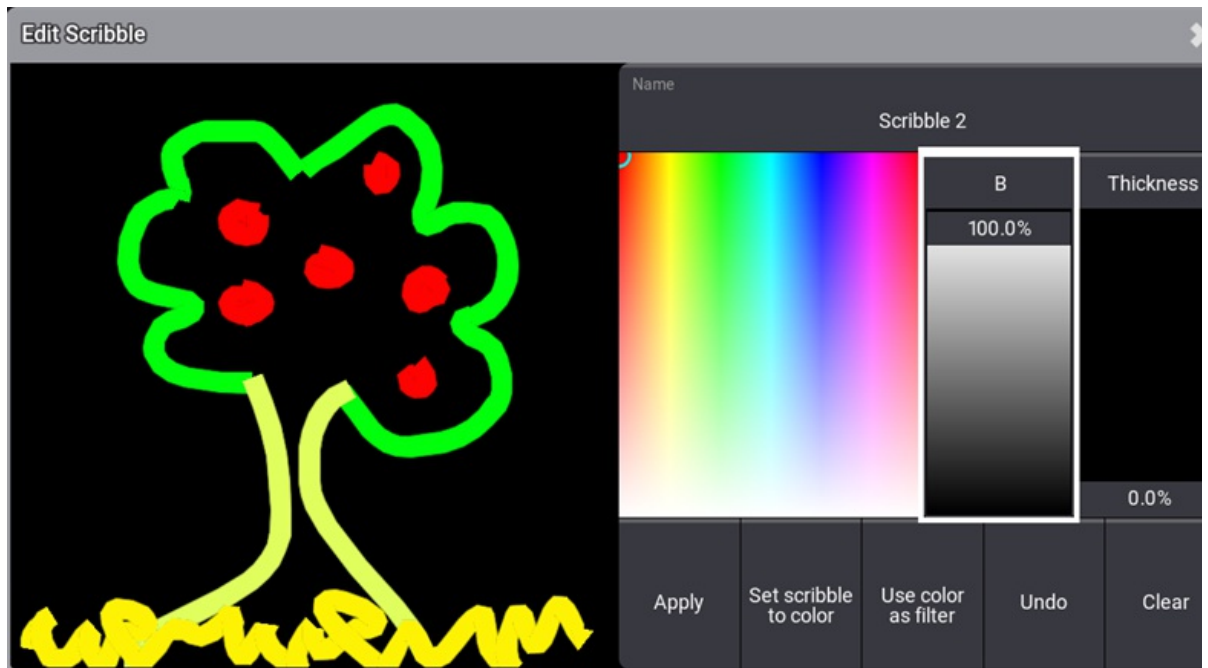 Edit Scribble
Name
Scribble 2
B
Thickness
100.0%
0.0%
Apply
Set scribble
to color
Use color
as filter
Undo
Clear